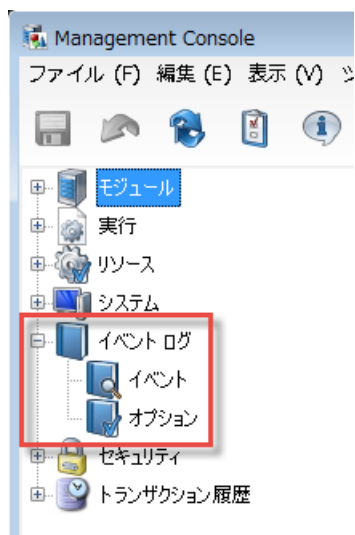 Management Console
ファイル (F) 編集 (E) 表示 (V)
モジュール
実行
リソース
システム
イベント ログ
イベント
オプション
セキュリティ
トランザクション履歴